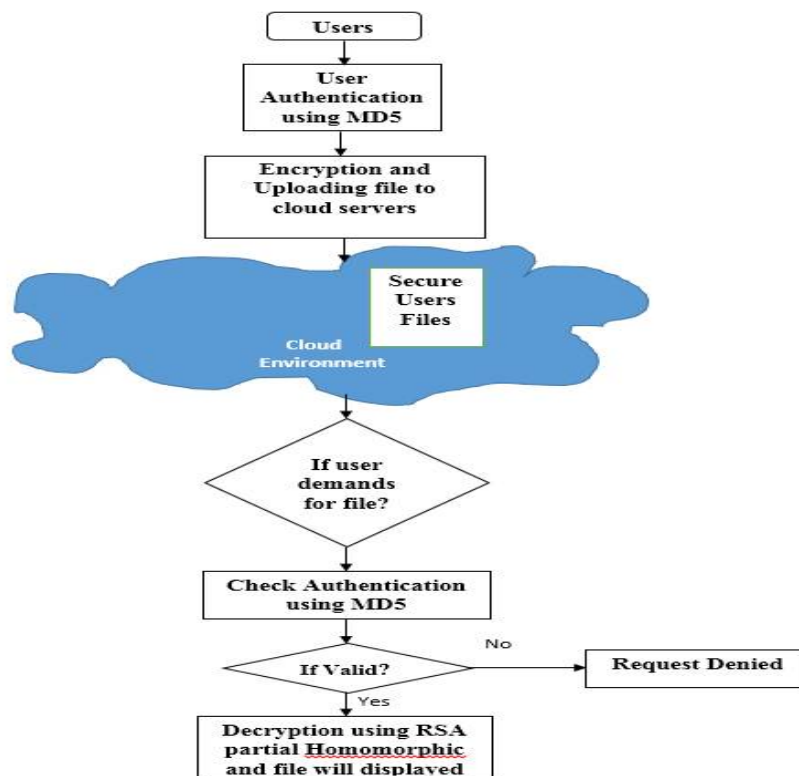 Users
User
Authentication
using MD5
Encryption and
Uploading file to
cloud servers
Secure
Users
Files
Cloud
Environment
If user
demands
for file?
Check Authentication
using MD5
If Valid?
No
Request Denied
Yes
Decryption using RSA
partial Homomorphic
and file will displayed